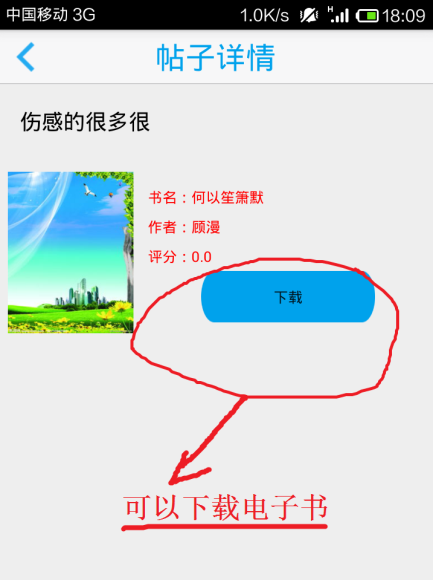 中国移动 3G 1.0K/s H 18:09
帖子详情
伤感的很多很
书名：何以笙箫默
作者：顾漫
评分：0.0
下载
可以下载电子书